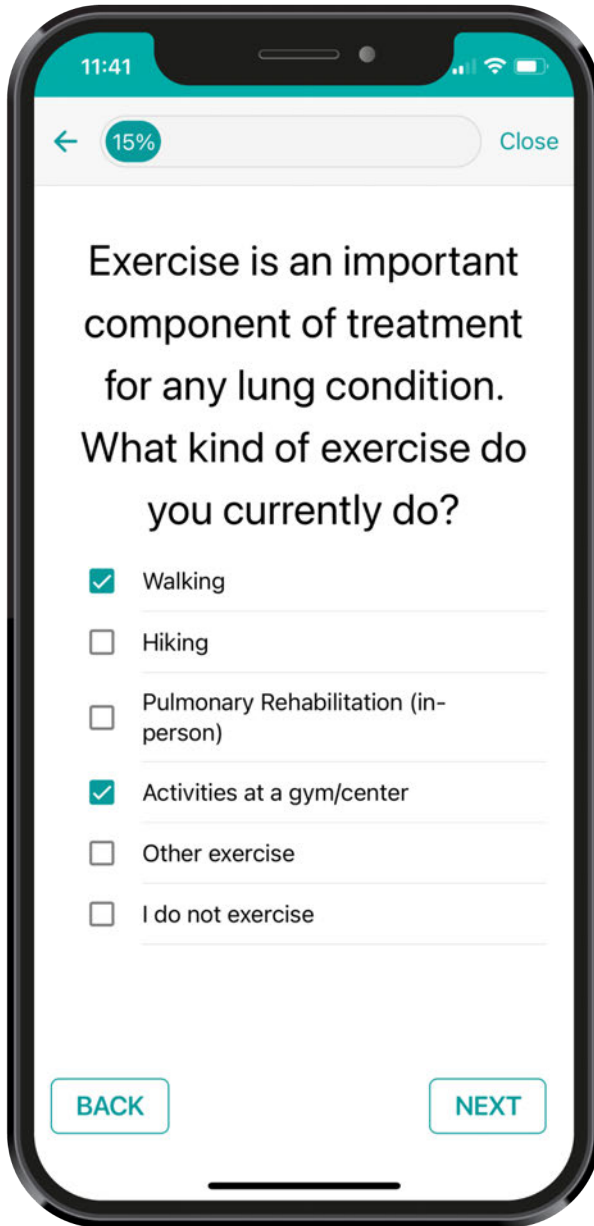 11:41
15%
Close
Exercise is an important
component of treatment
for any lung condition.
What kind of exercise do
you currently do?
Walking
Hiking
Pulmonary Rehabilitation (in-
person)
Activities at a gym/center
Other exercise
I do not exercise
BACK
NEXT